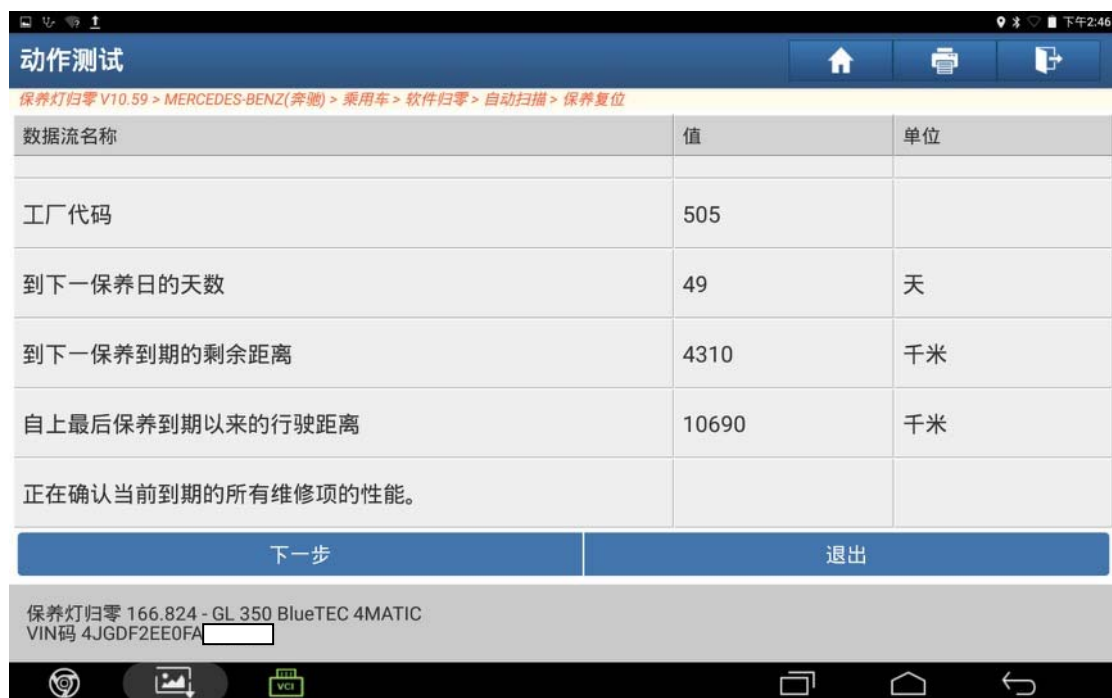 下午2:46
动作测试
保养灯归零 V10.59 > MERCEDES-BENZ(奔驰) > 乘用车 > 软件归零 > 自动扫描 > 保养复位
数据流名称 值 单位
工厂代码 505
到下一保养日的天数 49 天
到下一保养到期的剩余距离 4310 千米
自上最后保养到期以来的行驶距离 10690 千米
正在确认当前到期的所有维修项的性能。
下一步 退出
保养灯归零 166.824 - GL 350 BlueTEC 4MATIC
VIN码 4JGDF2EE0FA
VCI